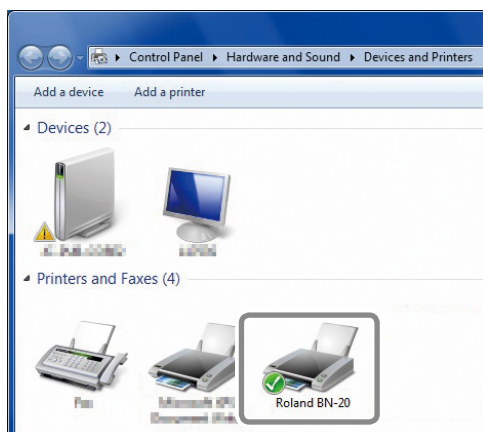 Control Panel ▸ Hardware and Sound ▸ Devices and Printers
Add a device Add a printer
Devices (2)
Printers and Faxes (4)
Roland BN-20